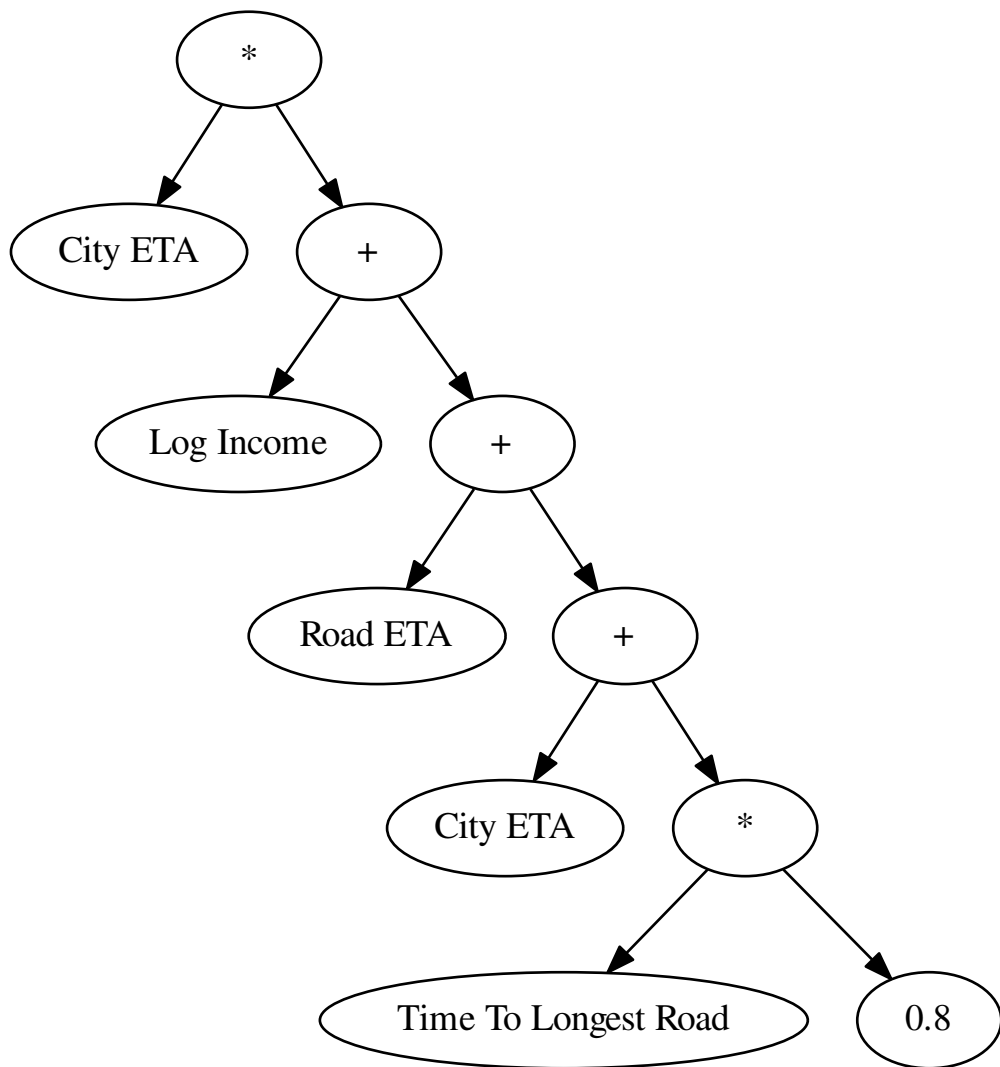 *
City ETA
+
Log Income
+
Road ETA
+
City ETA
*
Time To Longest Road
0.8